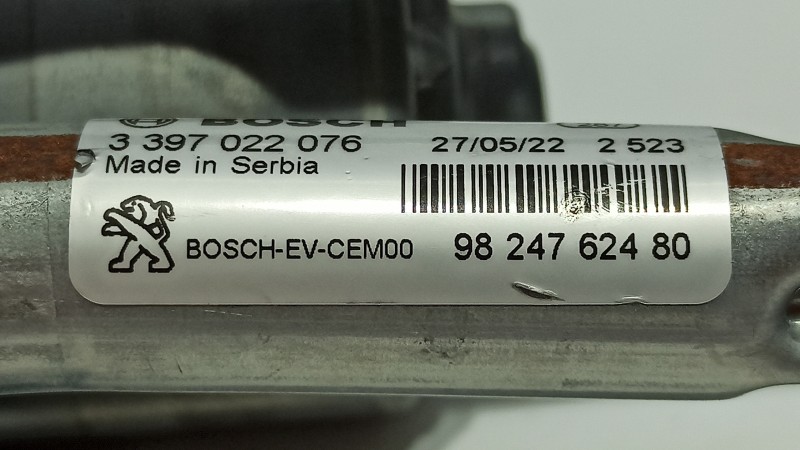 BOSCH
3 397 022 076 27/05/22 2 523
Made in Serbia
BOSCH-EV-CEM00 98 247 624 80